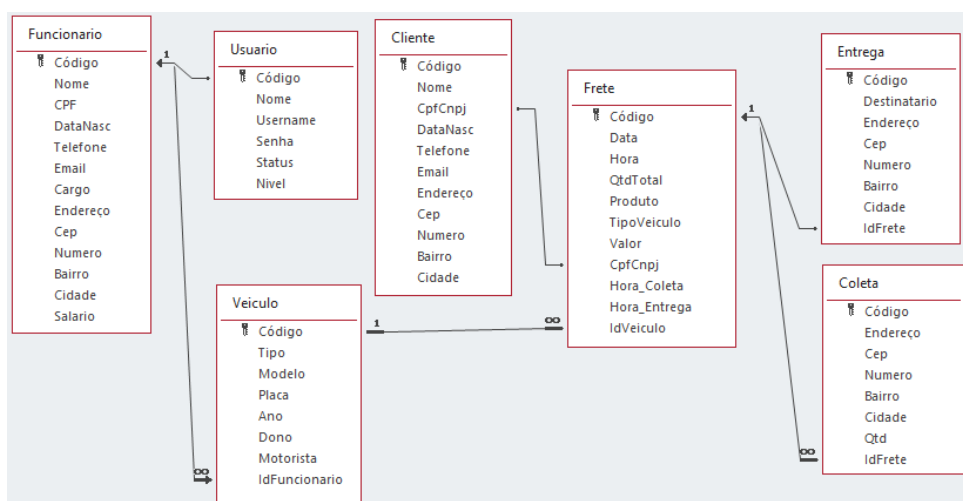 Funcionario
Código
Nome
CPF
DataNasc
Telefone
Email
Cargo
Endereço
Cep
Numero
Bairro
Cidade
Salario
1
∞
Usuario
Código
Nome
Username
Senha
Status
Nivel
Veiculo
Código
Tipo
Modelo
Placa
Ano
Dono
Motorista
IdFuncionario
1
∞
Cliente
Código
Nome
CpfCnpj
DataNasc
Telefone
Email
Endereço
Cep
Numero
Bairro
Cidade
Frete
Código
Data
Hora
QtdTotal
Produto
TipoVeiculo
Valor
CpfCnpj
Hora_Coleta
Hora_Entrega
IdVeiculo
1
∞
Entrega
Código
Destinatario
Endereço
Cep
Numero
Bairro
Cidade
IdFrete
Coleta
Código
Endereço
Cep
Numero
Bairro
Cidade
Qtd
IdFrete